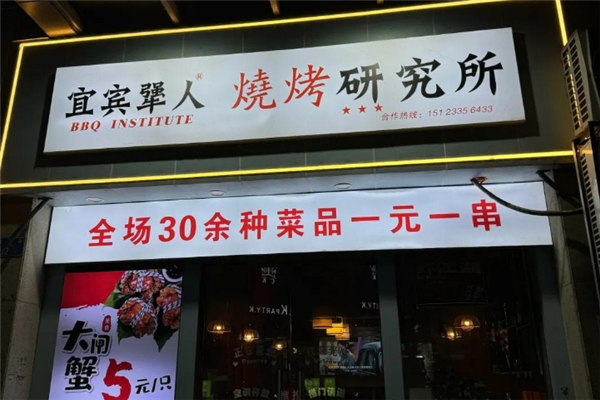 宜宾犟人® 燒烤研究所
BBQ INSTITUTE ★★★ 合作热线：151 2335 6433
全场30余种菜品一元一串
大闸蟹
5元/只
K PARTY.K